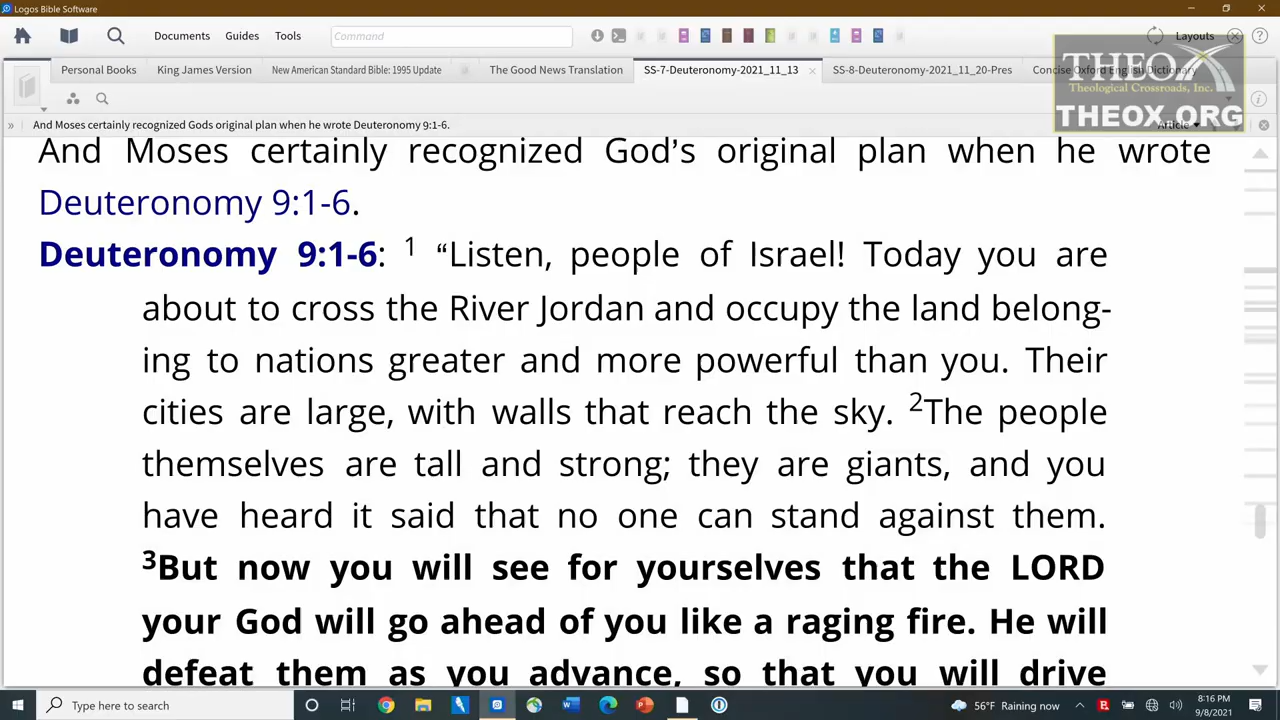 Logos Bible Software
Documents Guides Tools Command Layouts
Personal Books King James Version New American Standard updat SS-7-Deuteronomy-2021_11_13 SS-8-Deuteronomy-2021_11_20-Pres Concise Oxford English Dictionary
The Good News Translation
THEOX
Theological Crossroads, Inc.
THEOX.ORG
And Moses certainly recognized Gods original plan when he wrote Deuteronomy 9:1-6. Article
And Moses certainly recognized God's original plan when he wrote
Deuteronomy 9:1-6.
Deuteronomy 9:1-6: 1 “Listen, people of Israel! Today you are
about to cross the River Jordan and occupy the land belong-
ing to nations greater and more powerful than you. Their
cities are large, with walls that reach the sky. 2The people
themselves are tall and strong; they are giants, and you
have heard it said that no one can stand against them.
3But now you will see for yourselves that the LORD
your God will go ahead of you like a raging fire. He will
defeat them as you advance, so that you will drive
Type here to search 56°F Raining now 8:16 PM
9/8/2021